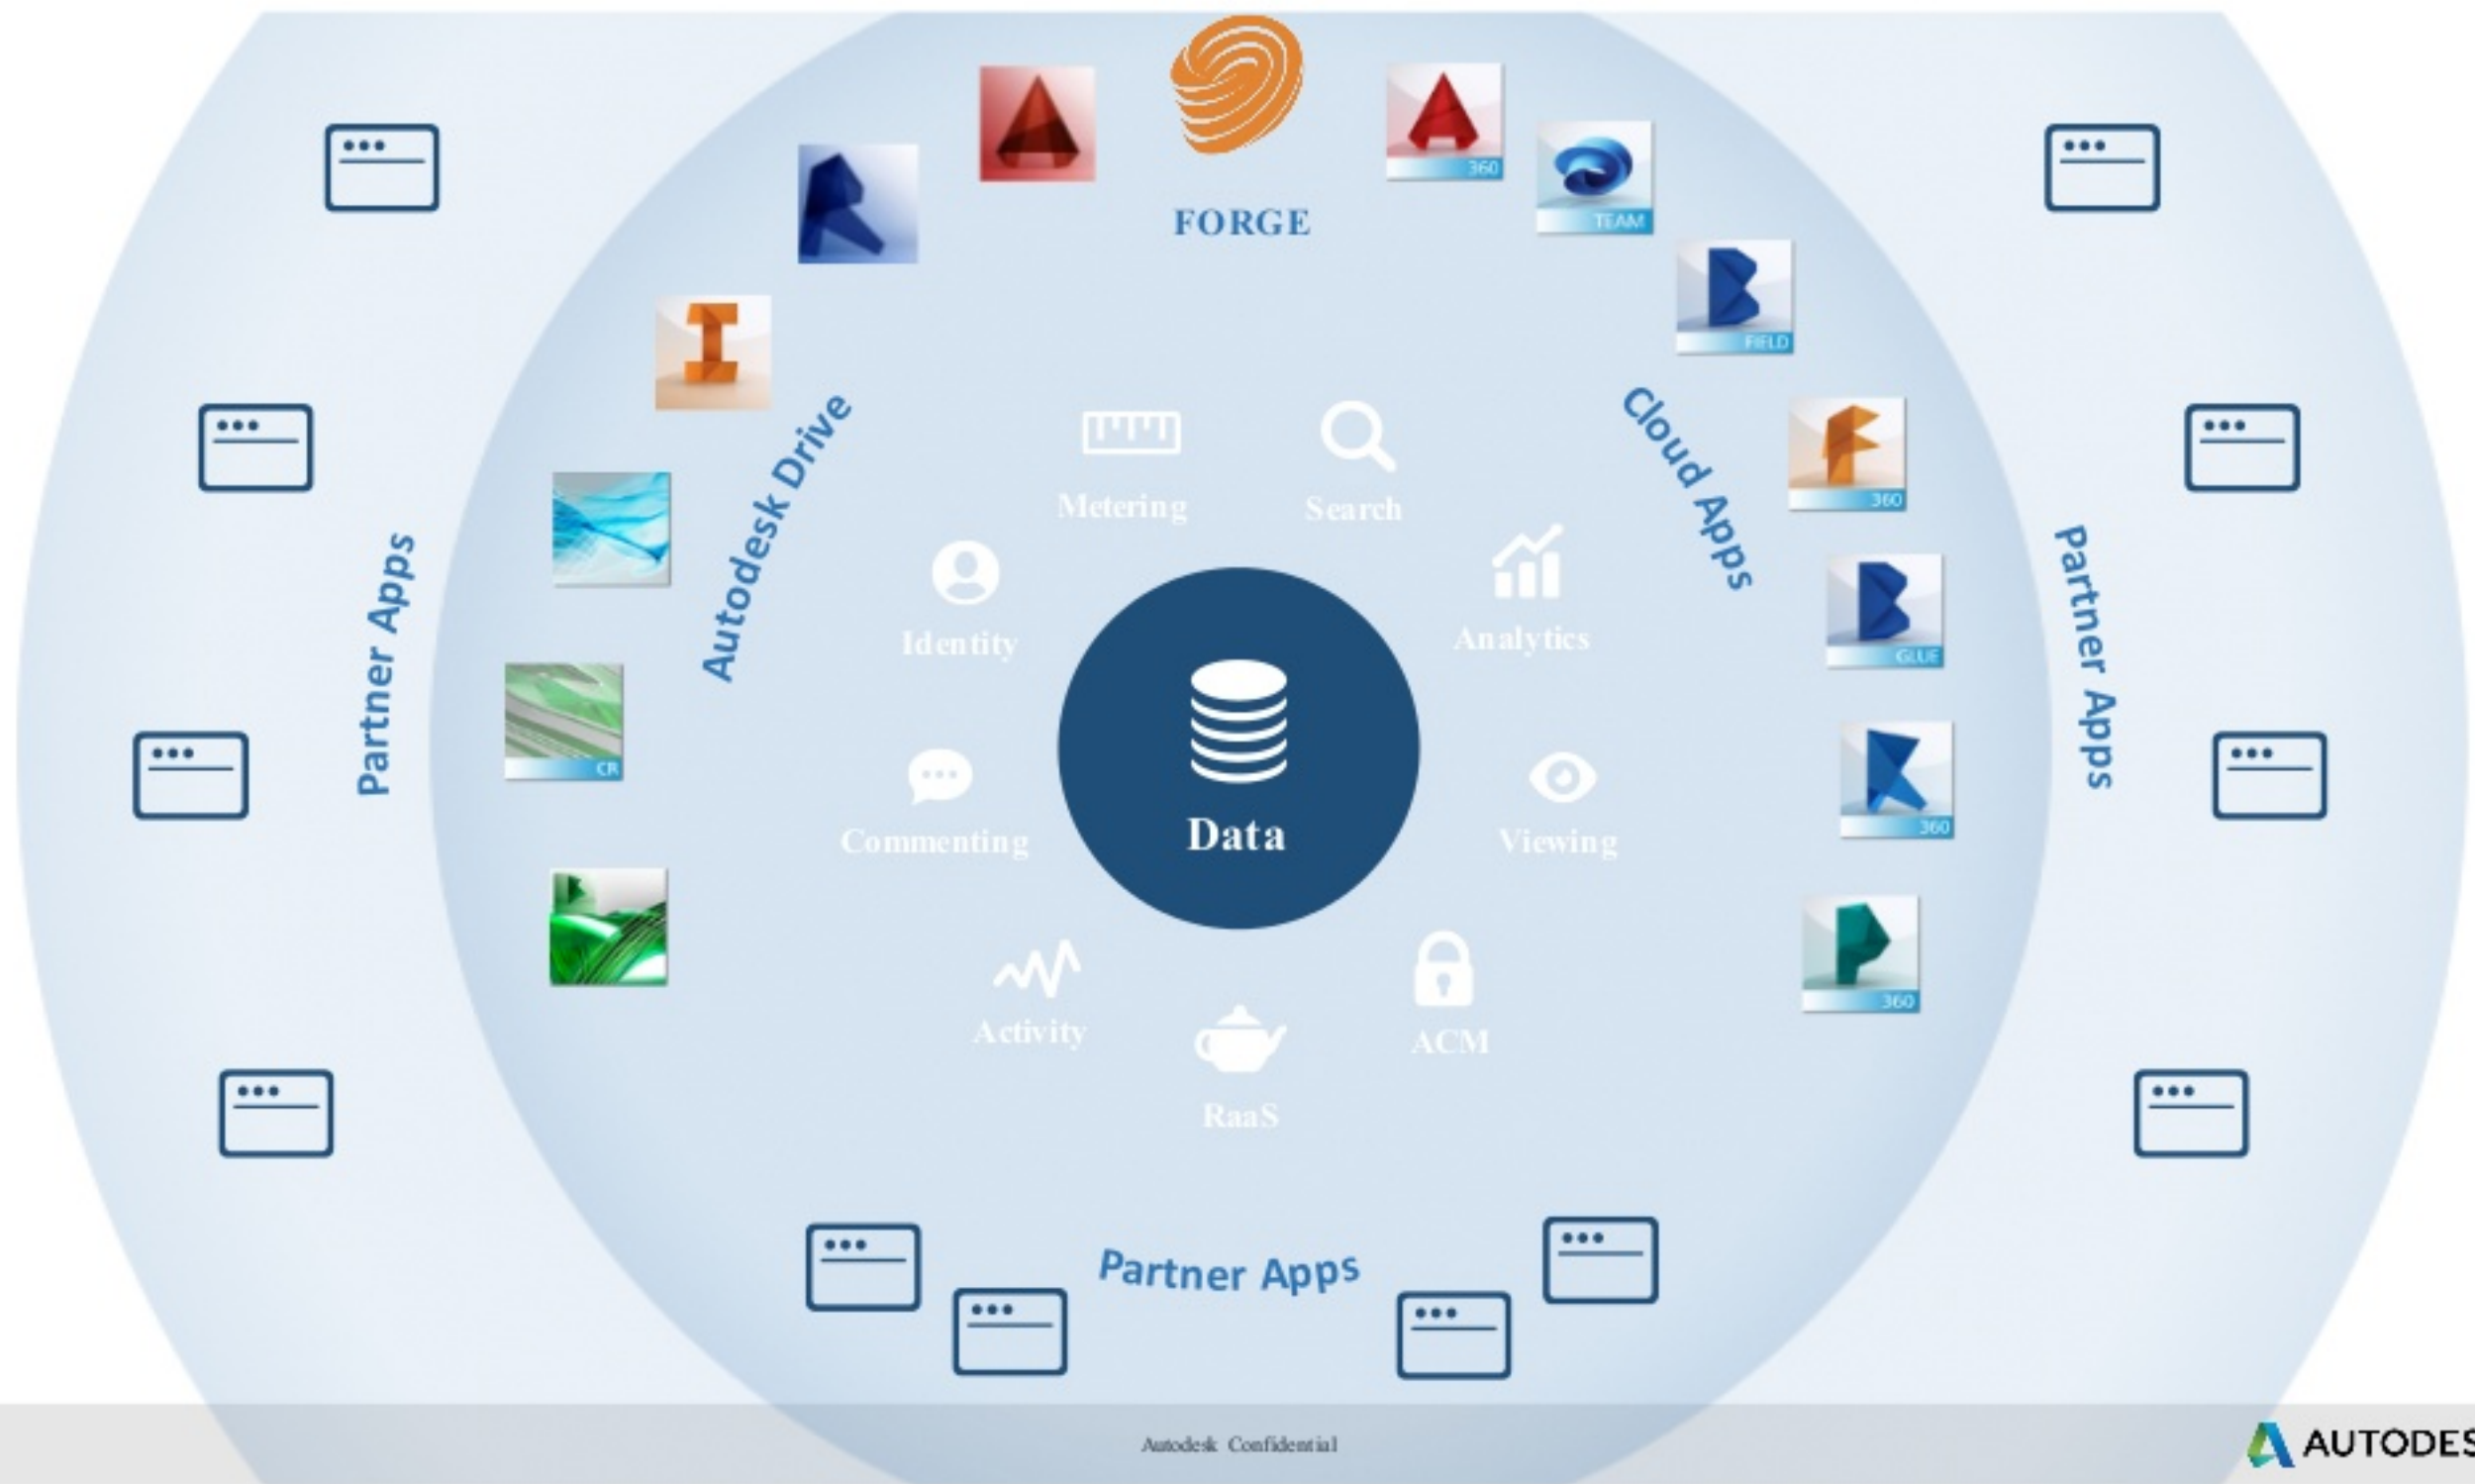 FORGE
360
TEAM
FIELD
360
GLUE
360
360
CR
Autodesk Drive
Cloud Apps
Partner Apps
Partner Apps
Metering
Search
Identity
Analytics
Data
Commenting
Viewing
Activity
ACM
RaaS
Partner Apps
Autodesk Confidential
AUTODES